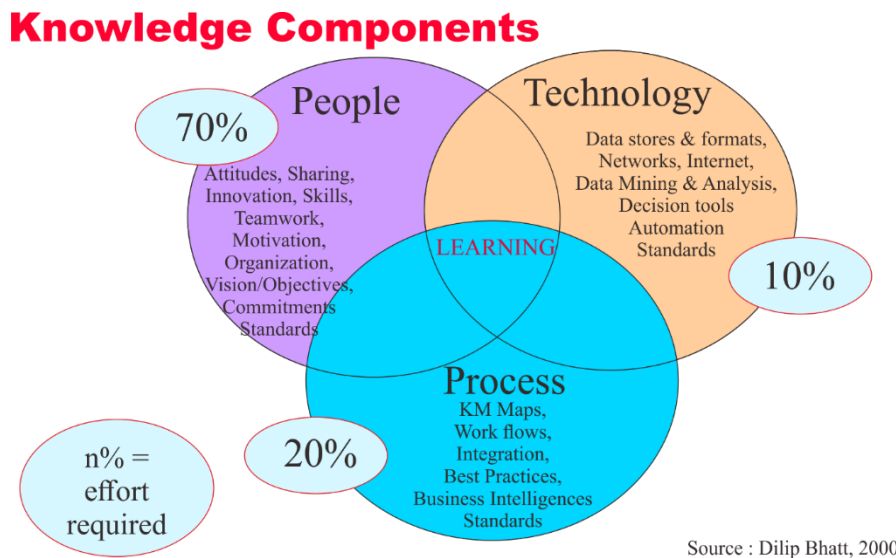 Knowledge Components
People
70%
Attitudes, Sharing,
Innovation, Skills,
Teamwork,
Motivation,
Organization,
Vision/Objectives,
Commitments
Standards
Technology
Data stores & formats,
Networks, Internet,
Data Mining & Analysis,
Decision tools
Automation
Standards
10%
LEARNING
Process
KM Maps,
Work flows,
Integration,
Best Practices,
Business Intelligences
Standards
20%
n% =
effort
required
Source : Dilip Bhatt, 2000